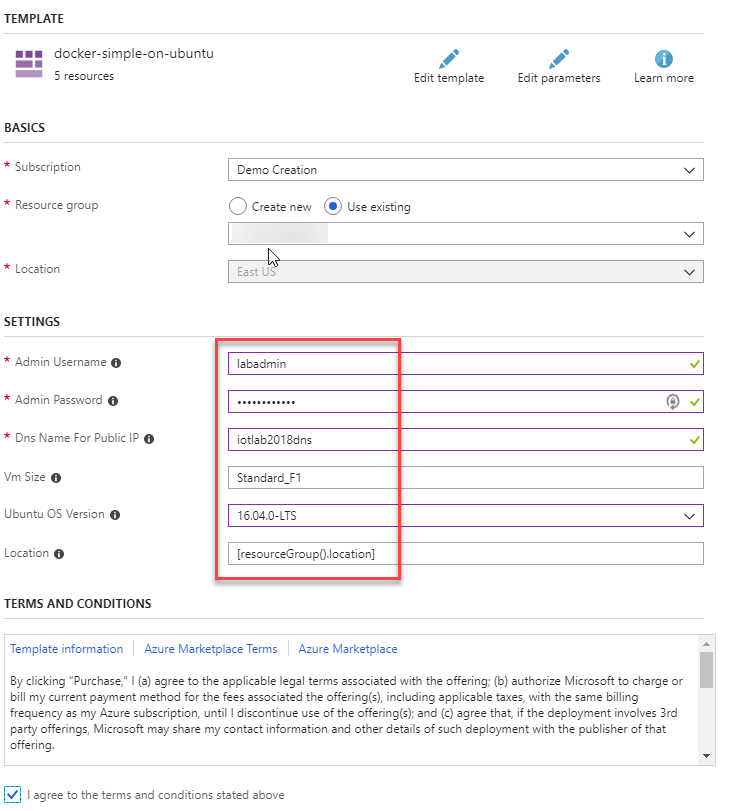 TEMPLATE
docker-simple-on-ubuntu
5 resources
Edit template
Edit parameters
Learn more
BASICS
* Subscription
Demo Creation
* Resource group
Create new
Use existing
* Location
East US
SETTINGS
* Admin Username
labadmin
* Admin Password
••••••••••••
* Dns Name For Public IP
iotlab2018dns
Vm Size
Standard_F1
Ubuntu OS Version
16.04.0-LTS
Location
[resourceGroup().location]
TERMS AND CONDITIONS
Template information
Azure Marketplace Terms
Azure Marketplace
By clicking “Purchase,” I (a) agree to the applicable legal terms associated with the offering; (b) authorize Microsoft to charge or
bill my current payment method for the fees associated the offering(s), including applicable taxes, with the same billing
frequency as my Azure subscription, until I discontinue use of the offering(s); and (c) agree that, if the deployment involves 3rd
party offerings, Microsoft may share my contact information and other details of such deployment with the publisher of that
offering.
I agree to the terms and conditions stated above